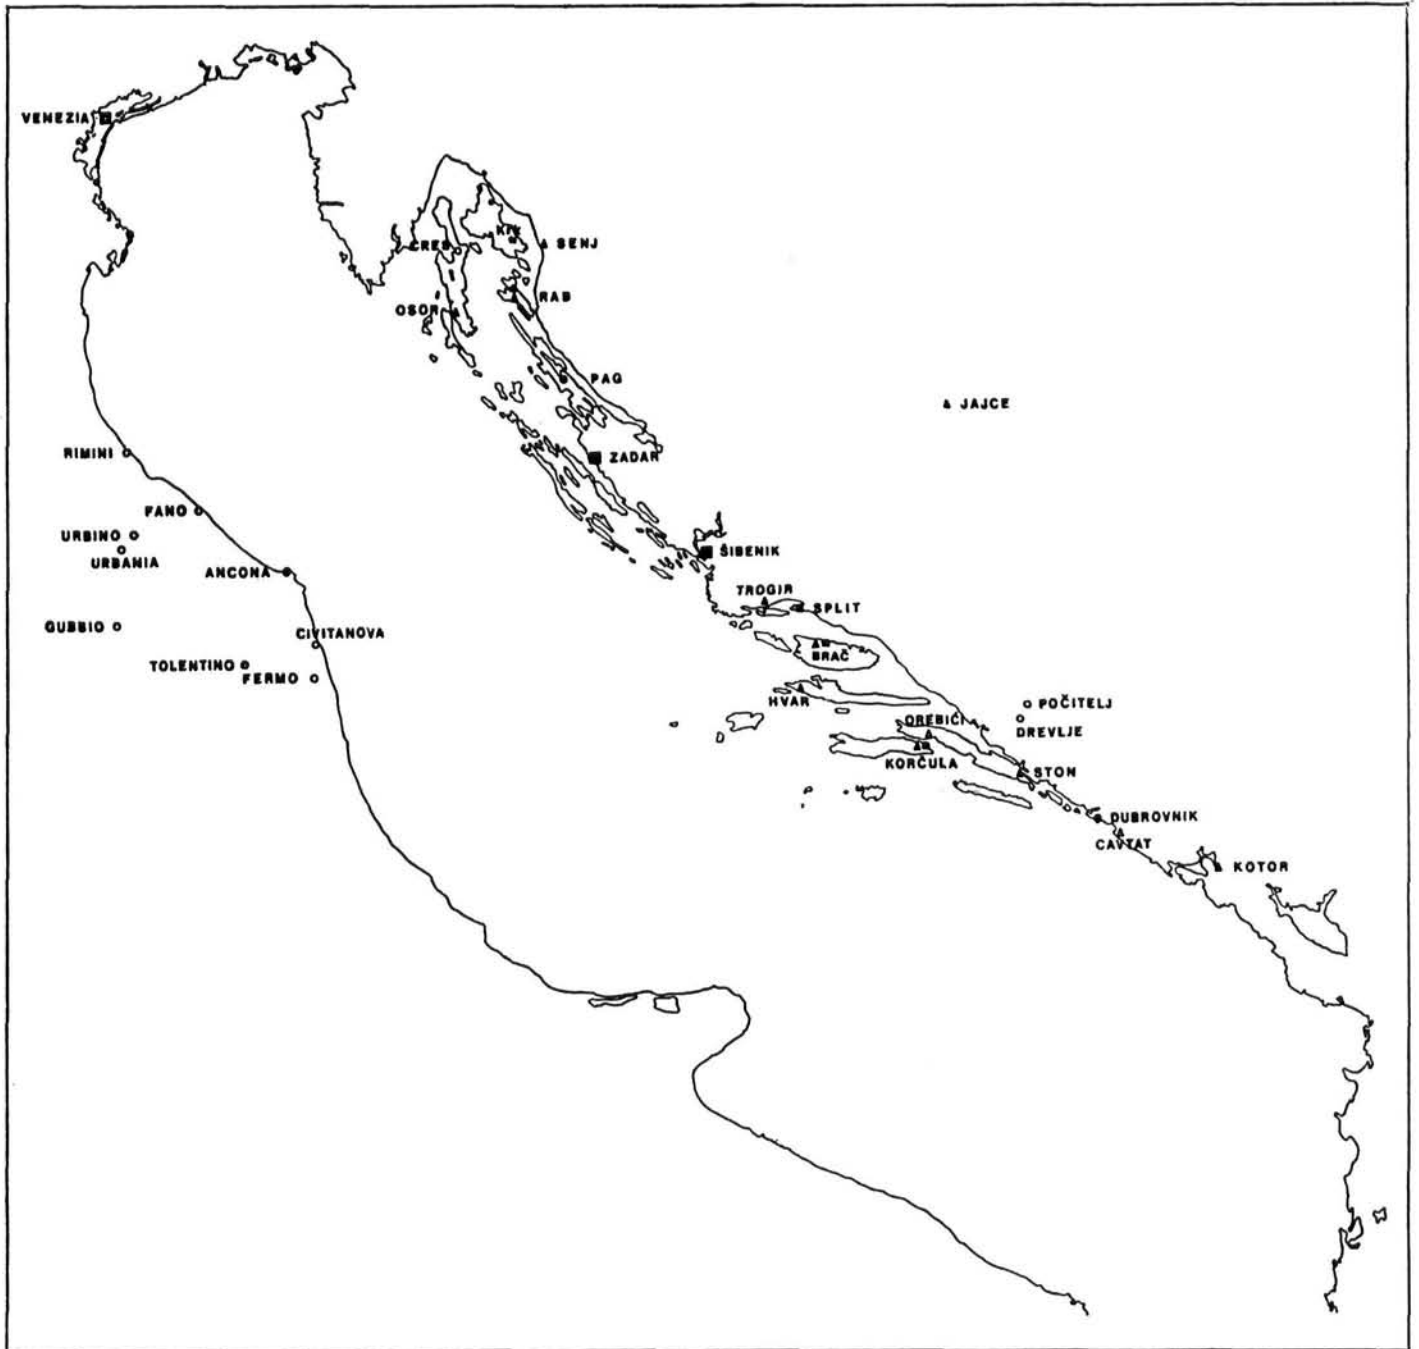 VENEZIA
KRK
CRES
SENJ
RAB
OSOR
PAG
JAJCE
RIMINI
ZADAR
FANO
URBINO
URBANIA
ŠIBENIK
ANCONA
TROGIR
SPLIT
GUBBIO
CIVITANOVA
BRAČ
TOLENTINO
FERMO
HVAR
POČITELJ
OREBIĆI
DREVLJE
KORČULA
STON
DUBROVNIK
CAVTAT
KOTOR